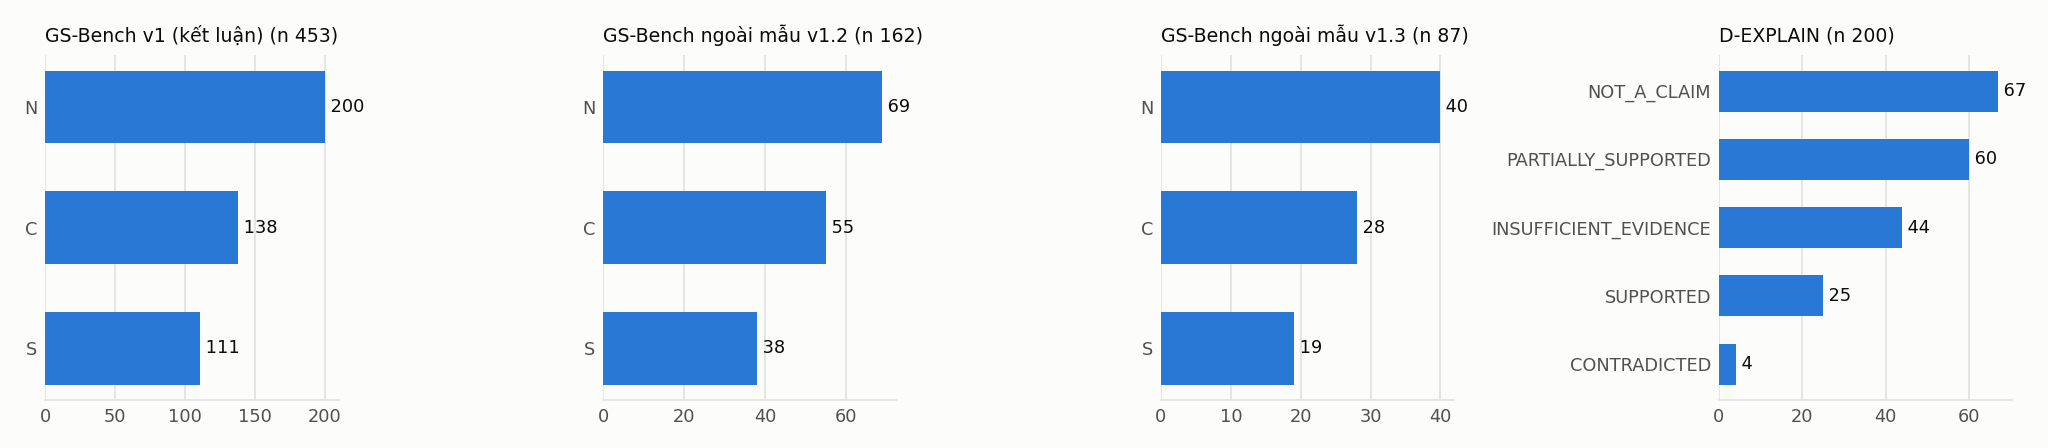 GS-Bench v1 (kết luận) (n 453)
N
200
C
138
S
111
0 50 100 150 200
GS-Bench ngoài mẫu v1.2 (n 162)
N
69
C
55
S
38
0 20 40 60
GS-Bench ngoài mẫu v1.3 (n 87)
N
40
C
28
S
19
0 10 20 30 40
D-EXPLAIN (n 200)
NOT_A_CLAIM
67
PARTIALLY_SUPPORTED
60
INSUFFICIENT_EVIDENCE
44
SUPPORTED
25
CONTRADICTED
4
0 20 40 60